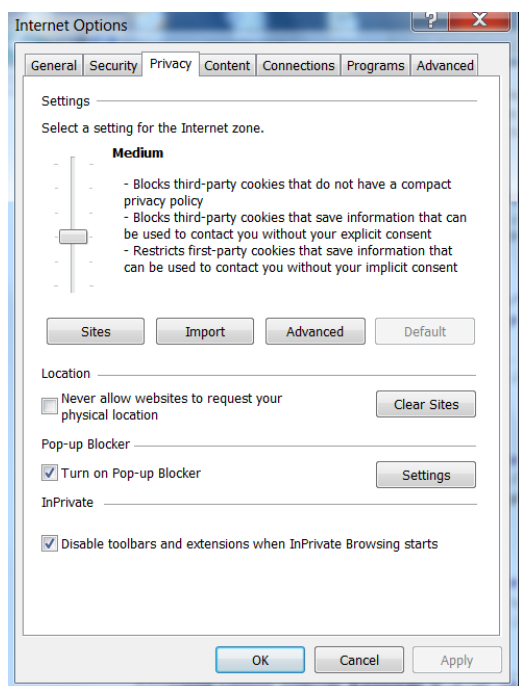 Internet Options
General Security Privacy Content Connections Programs Advanced
Settings
Select a setting for the Internet zone.
Medium
- Blocks third-party cookies that do not have a compact
privacy policy
- Blocks third-party cookies that save information that can
be used to contact you without your explicit consent
- Restricts first-party cookies that save information that
can be used to contact you without your implicit consent
Sites Import Advanced Default
Location
Never allow websites to request your
physical location
Clear Sites
Pop-up Blocker
Turn on Pop-up Blocker
Settings
InPrivate
Disable toolbars and extensions when InPrivate Browsing starts
OK Cancel Apply